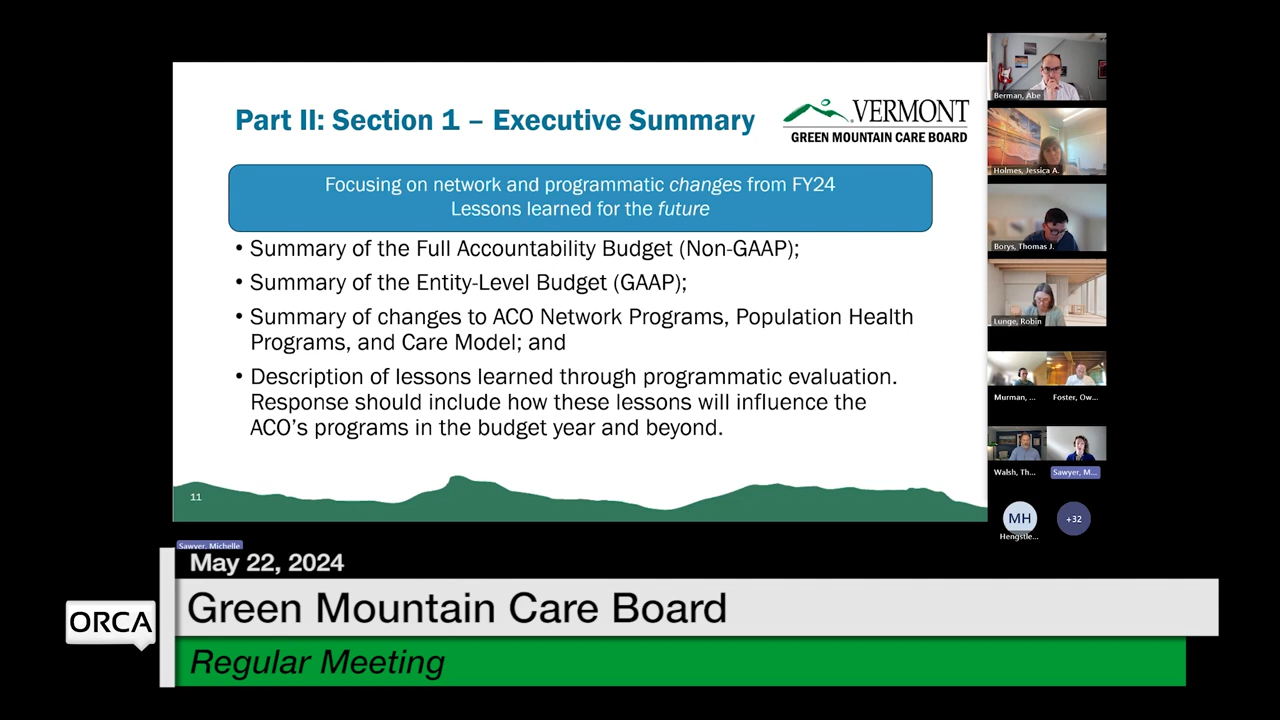 Part II: Section 1 – Executive Summary
VERMONT
GREEN MOUNTAIN CARE BOARD
Focusing on network and programmatic changes from FY24
Lessons learned for the future
• Summary of the Full Accountability Budget (Non-GAAP);
• Summary of the Entity-Level Budget (GAAP);
• Summary of changes to ACO Network Programs, Population Health
Programs, and Care Model; and
• Description of lessons learned through programmatic evaluation.
Response should include how these lessons will influence the
ACO's programs in the budget year and beyond.
11
Berman, Abe
Holmes, Jessica A.
Borys, Thomas J.
Lunge, Robin
Murman, ...
Foster, Ow...
Walsh, Th...
Sawyer, M...
MH
+32
Hengstle...
Sawyer, Michelle
May 22, 2024
ORCA
Green Mountain Care Board
Regular Meeting